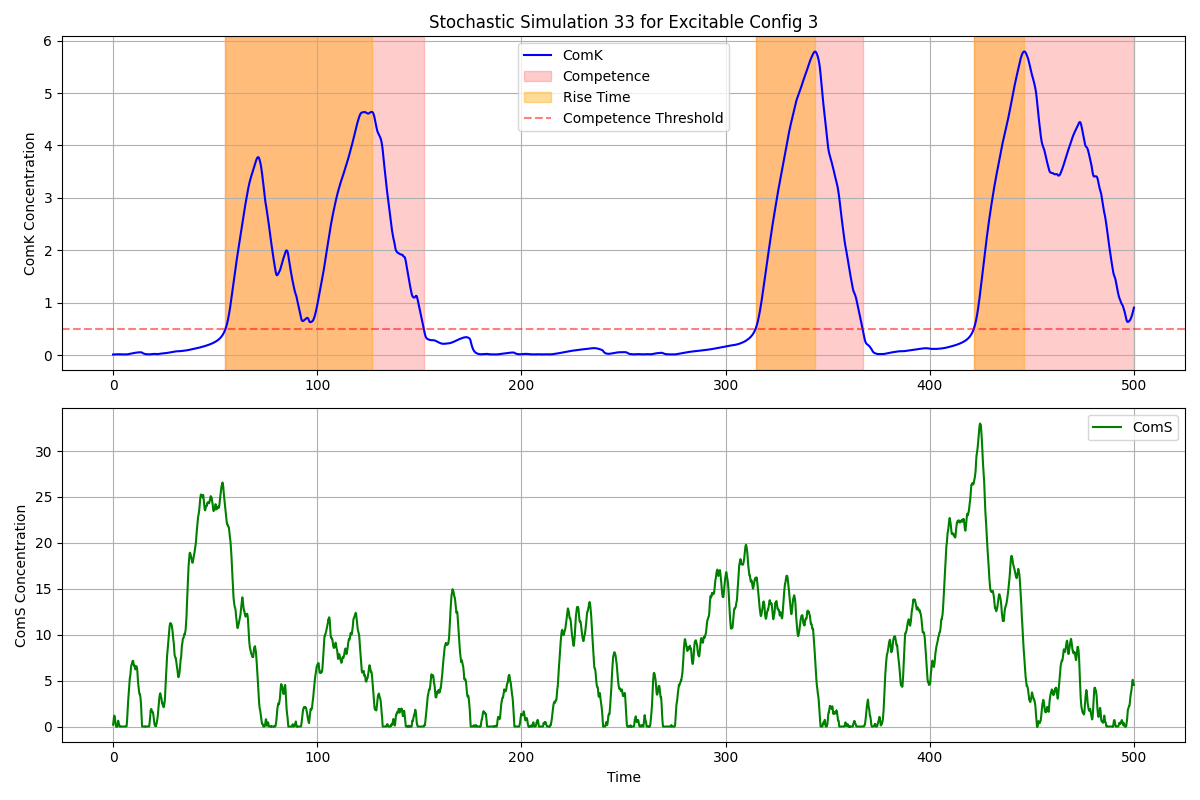 Stochastic Simulation 33 for Excitable Config 3
ComK Concentration
6
5
4
3
2
1
0
ComK
Competence
Rise Time
Competence Threshold
0 100 200 300 400 500
ComS Concentration
30
25
20
15
10
5
0
ComS
0 100 200 300 400 500
Time